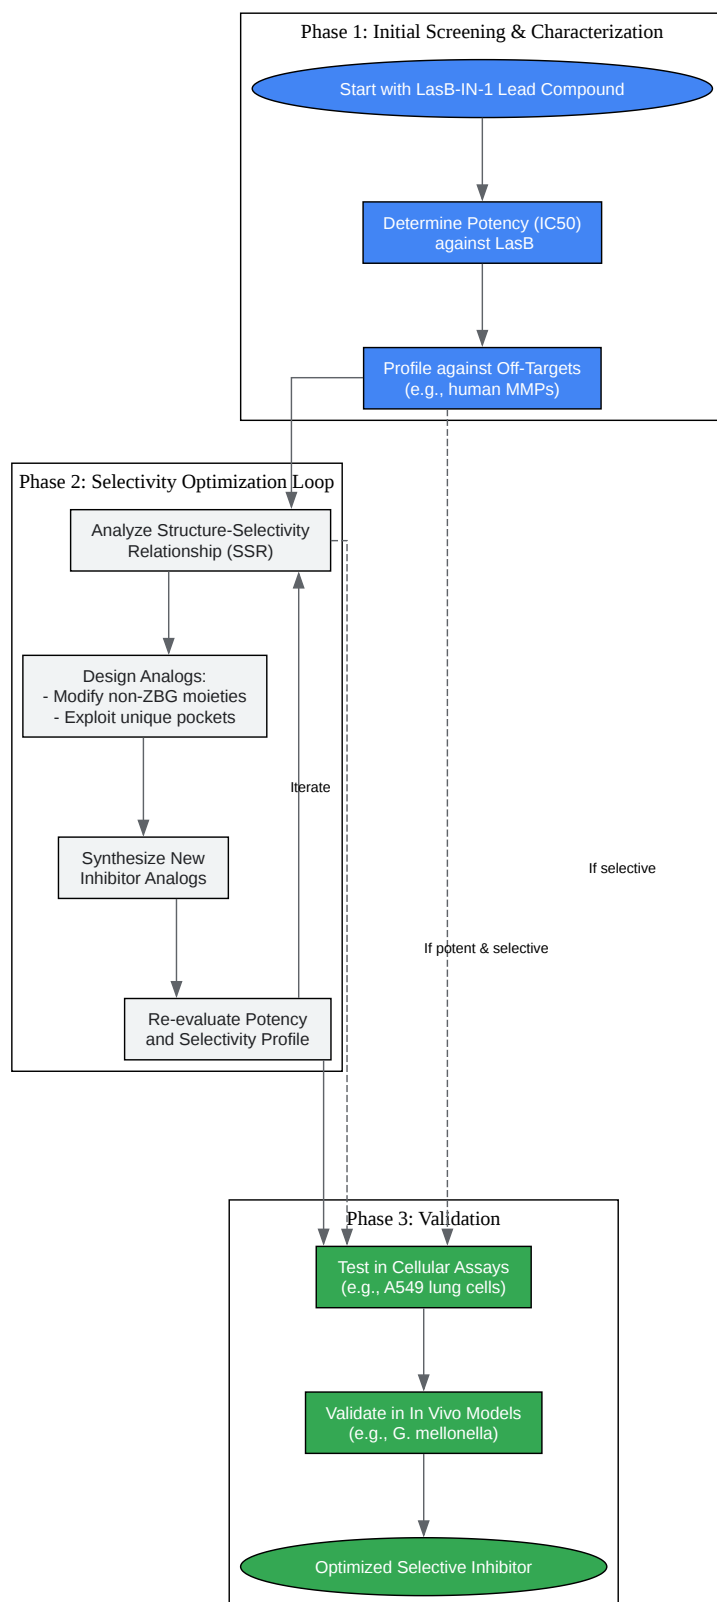 Phase 1: Initial Screening & Characterization
Start with LasB-IN-1 Lead Compound
Determine Potency (IC50)
against LasB
Profile against Off-Targets
(e.g., human MMPs)
Phase 2: Selectivity Optimization Loop
Analyze Structure-Selectivity
Relationship (SSR)
Design Analogs:
- Modify non-ZBG moieties
- Exploit unique pockets
Iterate
Synthesize New
Inhibitor Analogs
If selective
If potent & selective
Re-evaluate Potency
and Selectivity Profile
Phase 3: Validation
Test in Cellular Assays
(e.g., A549 lung cells)
Validate in In Vivo Models
(e.g., G. mellonella)
Optimized Selective Inhibitor